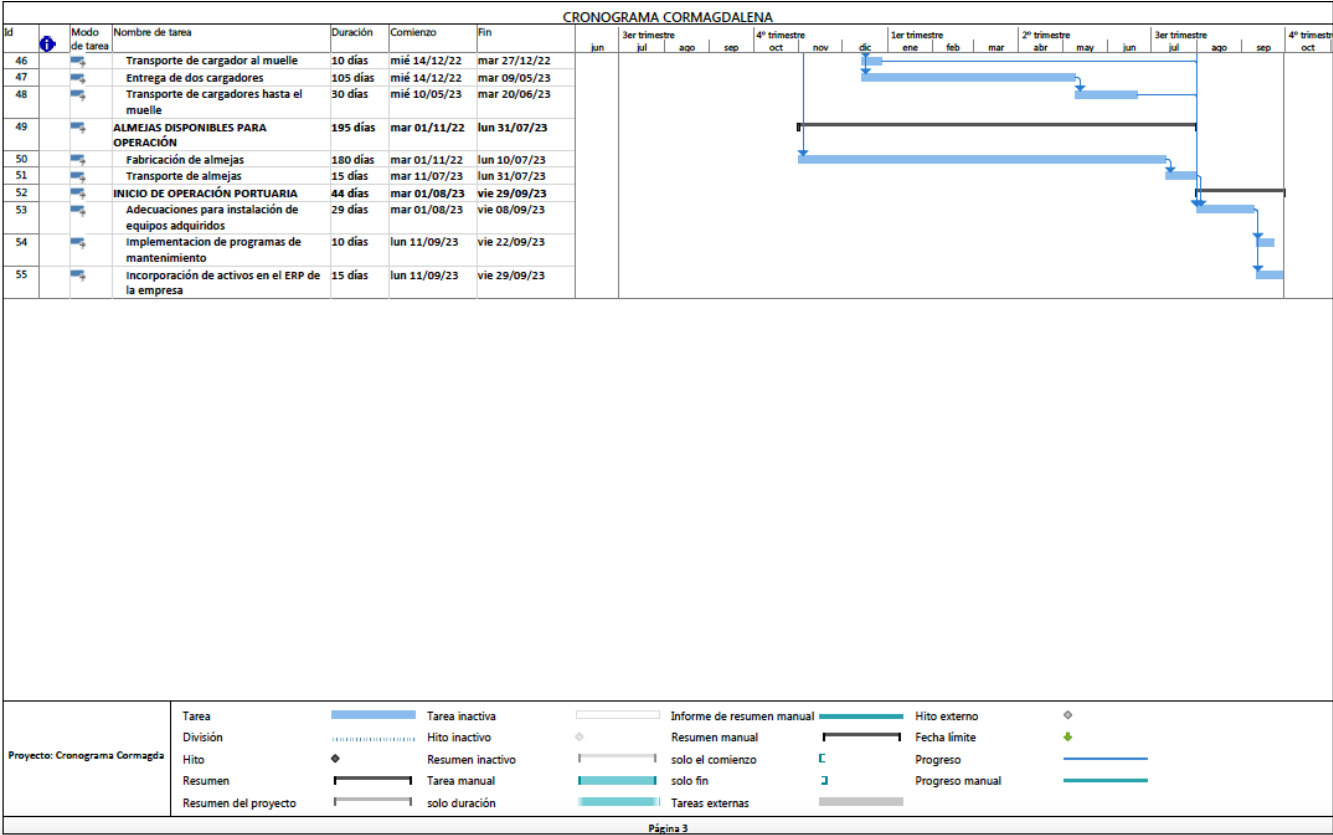 CRONOGRAMA CORMAGDALENA
Id Modo de tarea Nombre de tarea Duración Comienzo Fin
3er trimestre 4º trimestre 1er trimestre 2º trimestre 3er trimestre 4º trimestr
jun jul ago sep oct nov dic ene feb mar abr may jun jul ago sep oct
46 Transporte de cargador al muelle 10 días mié 14/12/22 mar 27/12/22
47 Entrega de dos cargadores 105 días mié 14/12/22 mar 09/05/23
48 Transporte de cargadores hasta el 30 días mié 10/05/23 mar 20/06/23
muelle
49 ALMEJAS DISPONIBLES PARA 195 días mar 01/11/22 lun 31/07/23
OPERACIÓN
50 Fabricación de almejas 180 días mar 01/11/22 lun 10/07/23
51 Transporte de almejas 15 días mar 11/07/23 lun 31/07/23
52 INICIO DE OPERACIÓN PORTUARIA 44 días mar 01/08/23 vie 29/09/23
53 Adecuaciones para instalación de 29 días mar 01/08/23 vie 08/09/23
equipos adquiridos
54 Implementacion de programas de 10 días lun 11/09/23 vie 22/09/23
mantenimiento
55 Incorporación de activos en el ERP de 15 días lun 11/09/23 vie 29/09/23
la empresa
Proyecto: Cronograma Cormagda
Tarea Tarea inactiva Informe de resumen manual Hito externo
División Hito inactivo Resumen manual Fecha límite
Hito Resumen inactivo solo el comienzo Progreso
Resumen Tarea manual solo fin Progreso manual
Resumen del proyecto solo duración Tareas externas
Página 3